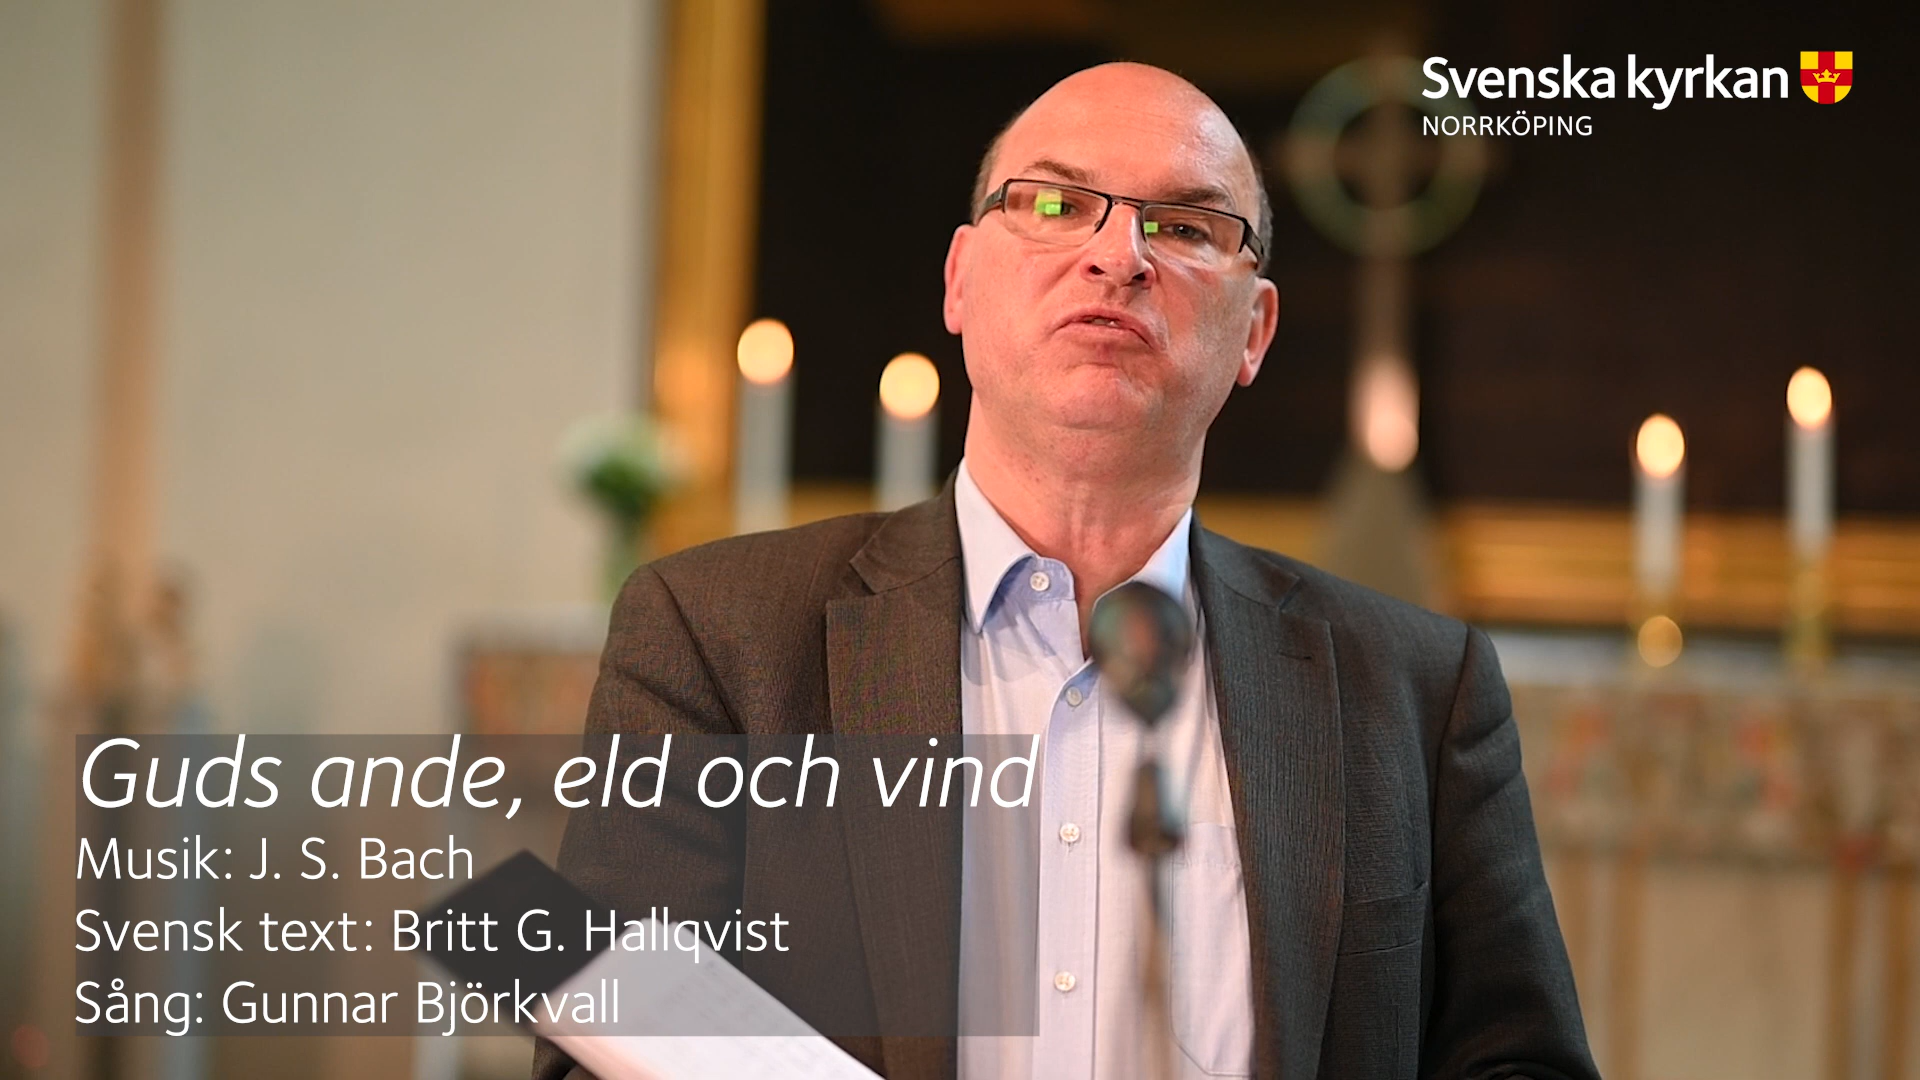 Svenska kyrkan
NORRKÖPING
Guds ande, eld och vind
Musik: J. S. Bach
Svensk text: Britt G. Hallqvist
Sång: Gunnar Björkvall